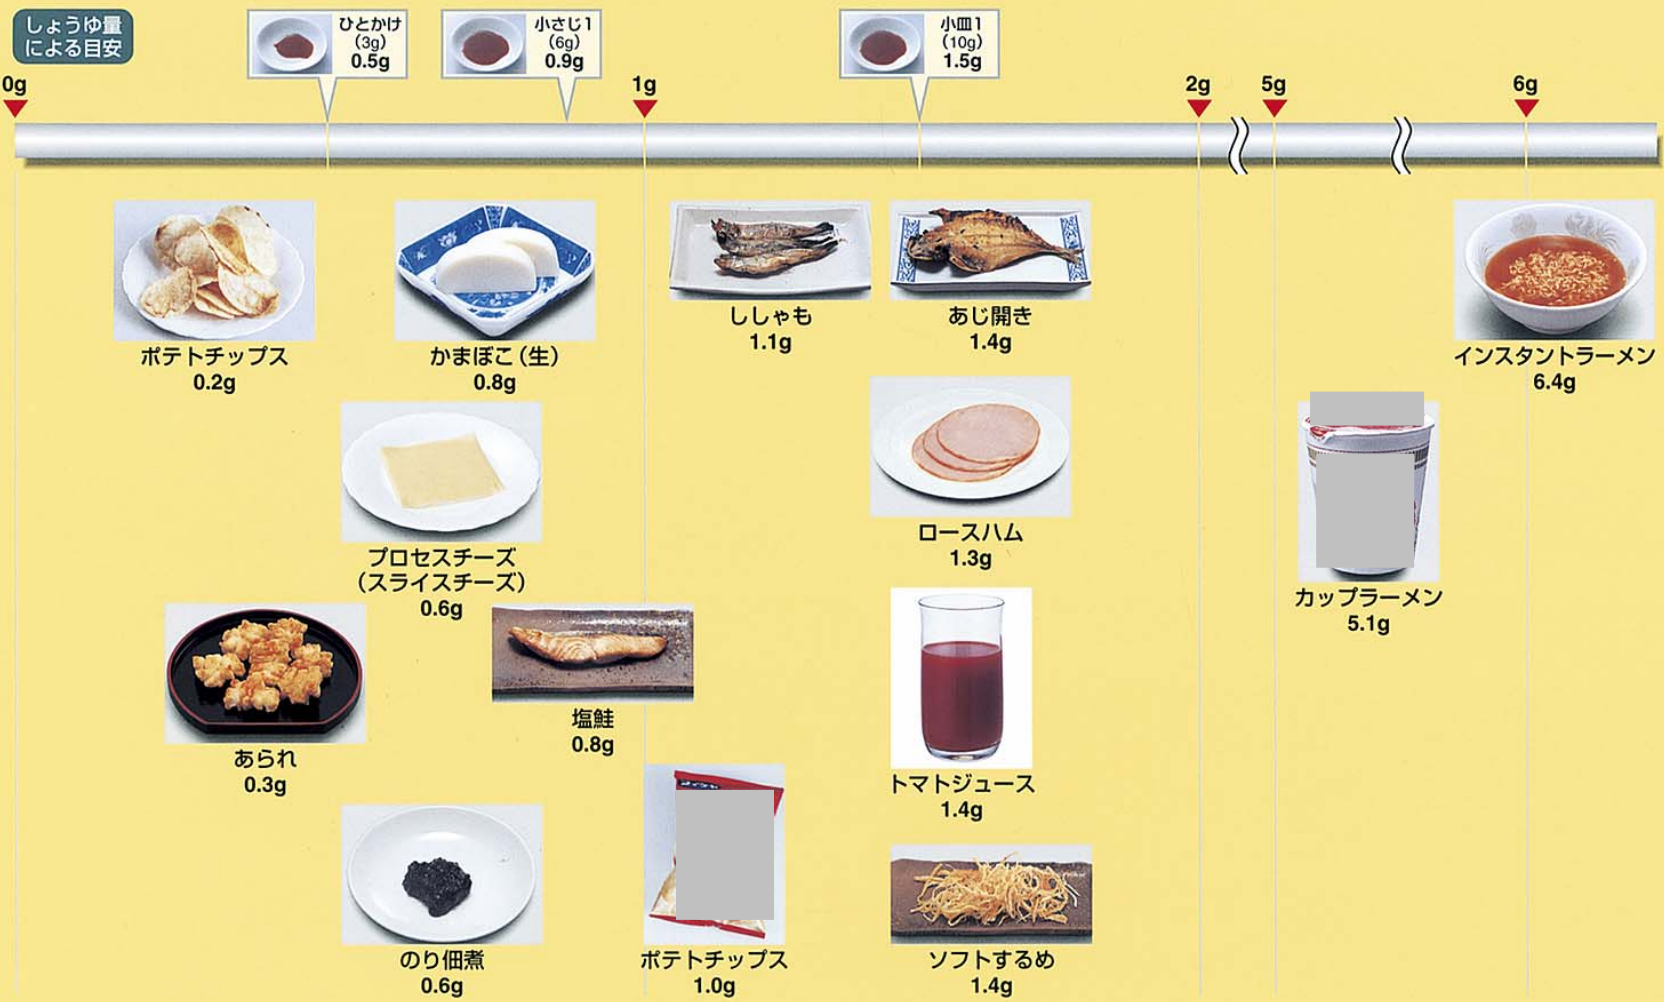 しょうゆ量
による目安
ひとかけ
(3g)
0.5g
小さじ1
(6g)
0.9g
小皿1
(10g)
1.5g
0g
1g
2g
5g
6g
ポテトチップス
0.2g
かまぼこ(生)
0.8g
ししゃも
1.1g
あじ開き
1.4g
インスタントラーメン
6.4g
プロセスチーズ
(スライスチーズ)
0.6g
ロースハム
1.3g
カップラーメン
5.1g
あられ
0.3g
塩鮭
0.8g
トマトジュース
1.4g
のり佃煮
0.6g
ポテトチップス
1.0g
ソフトするめ
1.4g